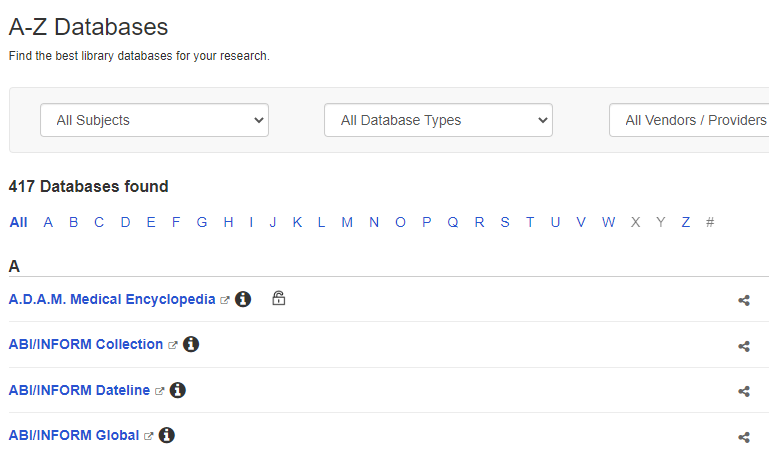 A-Z Databases
Find the best library databases for your research.
All Subjects All Database Types All Vendors / Providers
417 Databases found
All A B C D E F G H I J K L M N O P Q R S T U V W X Y Z #
A
A.D.A.M. Medical Encyclopedia
ABI/INFORM Collection
ABI/INFORM Dateline
ABI/INFORM Global